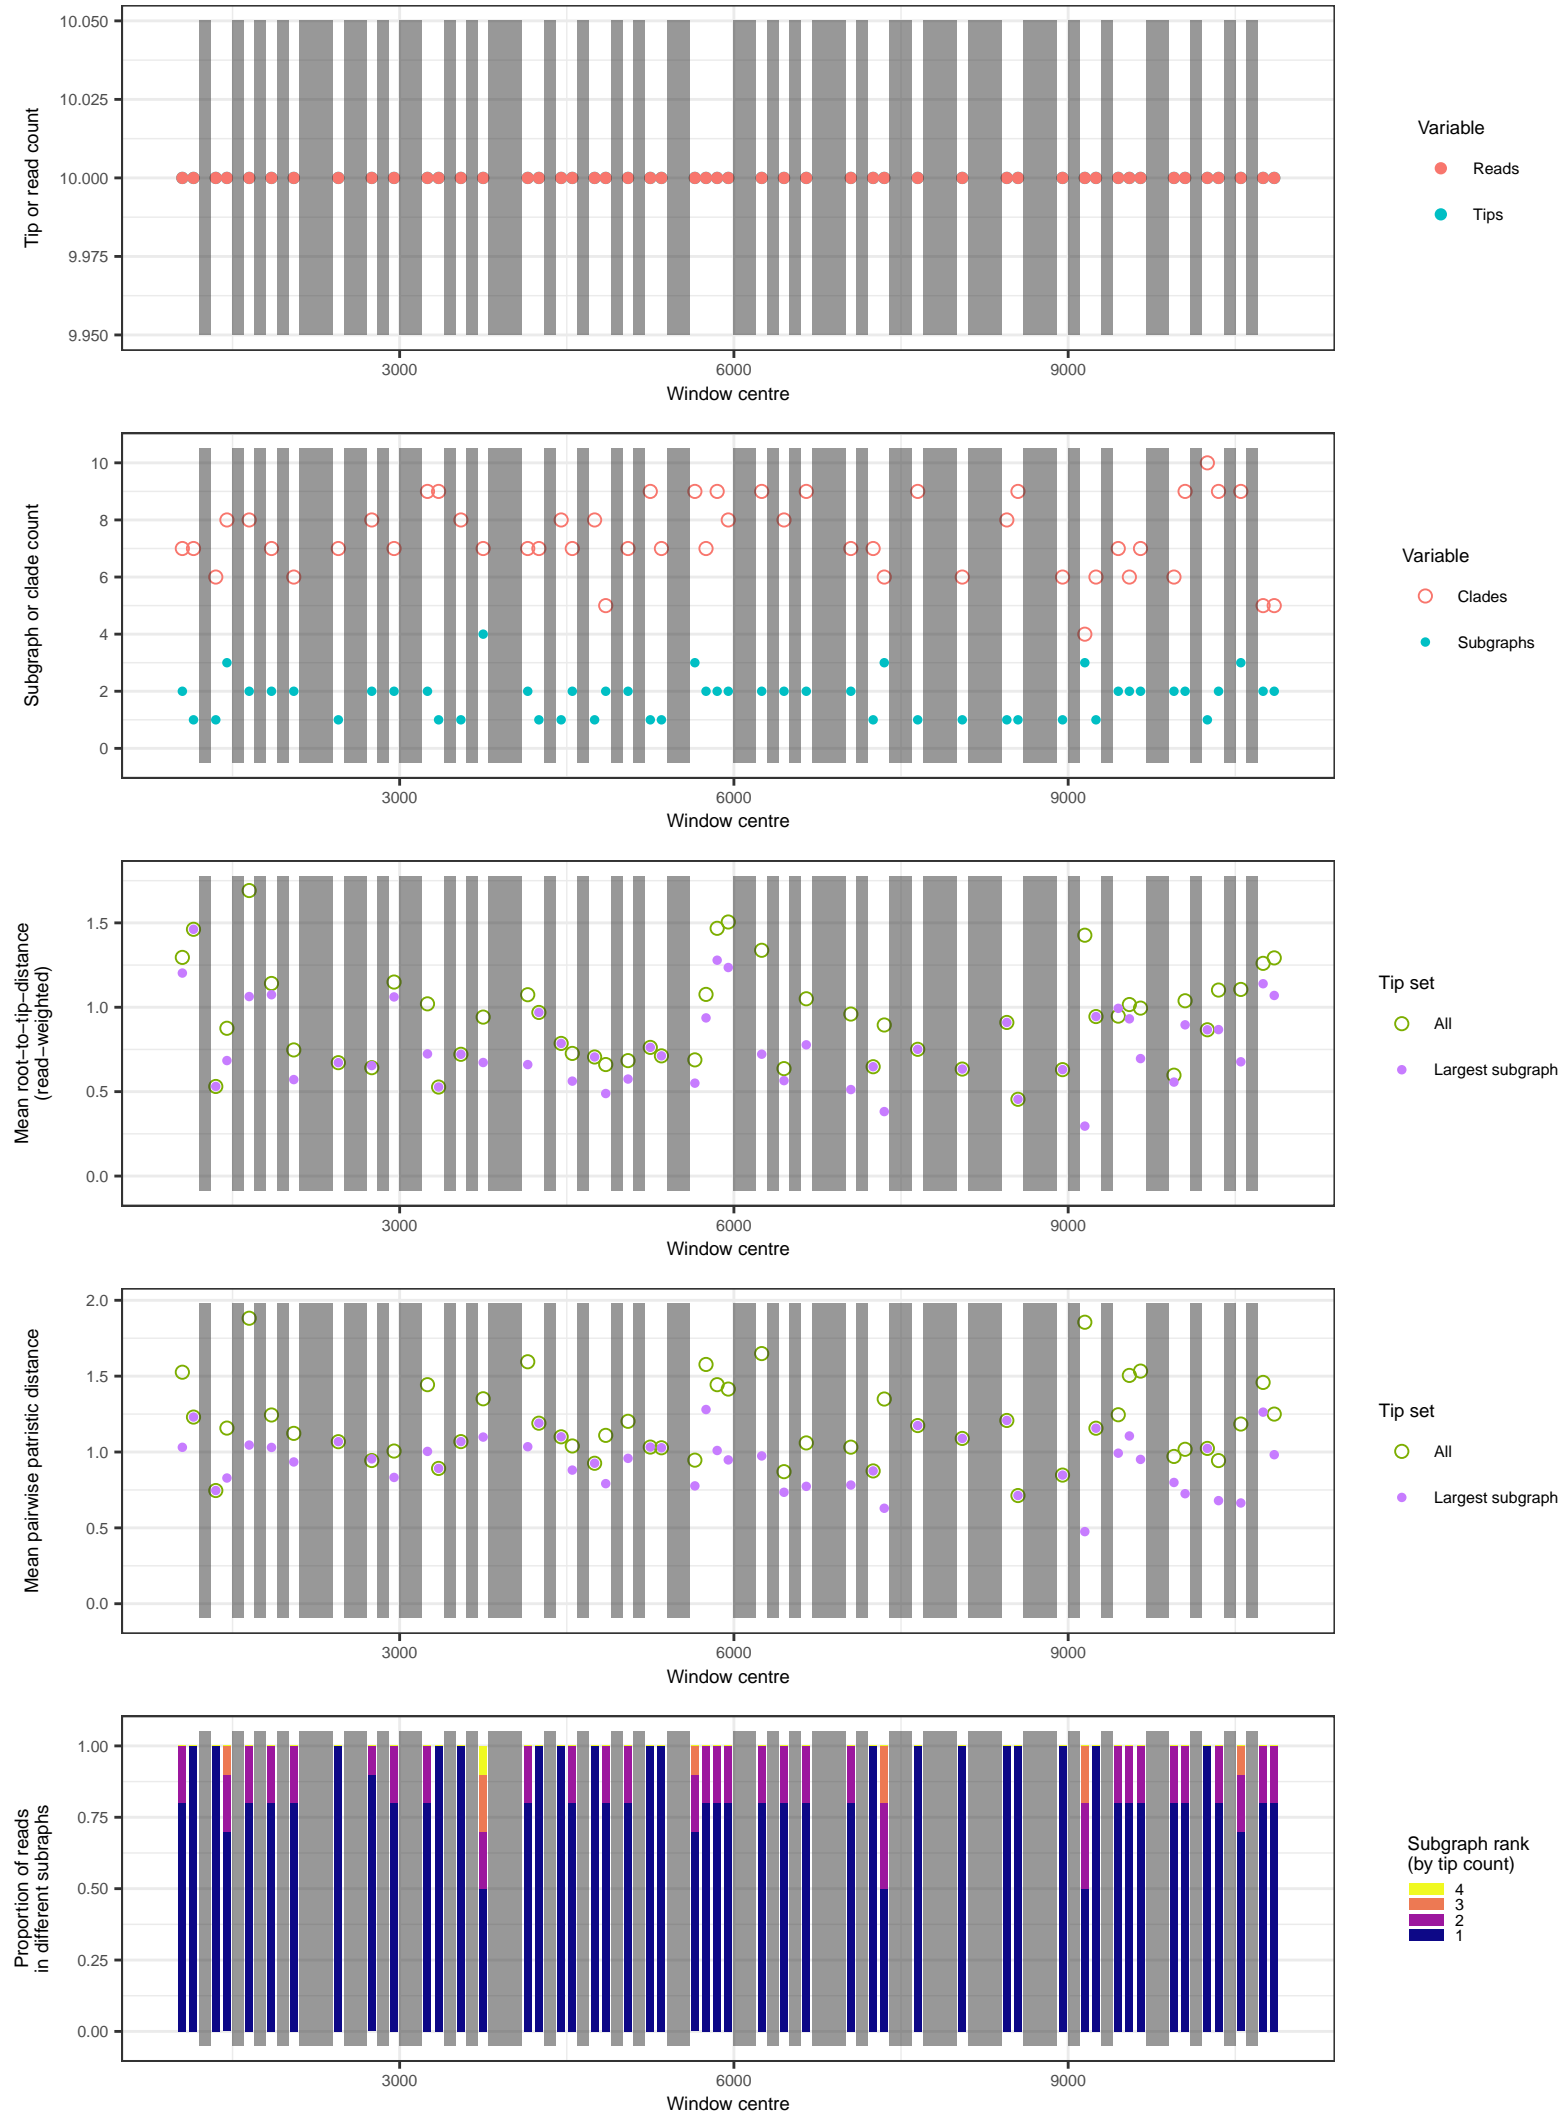 10.050
10.025
10.000
9.975
9.950
Tip or read count
3000
6000
9000
Window centre
Variable
Reads
Tips
10
8
6
4
2
0
Subgraph or clade count
3000
6000
9000
Window centre
Variable
Clades
Subgraphs
1.5
1.0
0.5
0.0
Mean root−to−tip−distance
(read−weighted)
3000
6000
9000
Window centre
Tip set
All
Largest subgraph
2.0
1.5
1.0
0.5
0.0
Mean pairwise patristic distance
3000
6000
9000
Window centre
Tip set
All
Largest subgraph
1.00
0.75
0.50
0.25
0.00
Proportion of reads
in different subraphs
3000
6000
9000
Window centre
Subgraph rank
(by tip count)
4
3
2
1